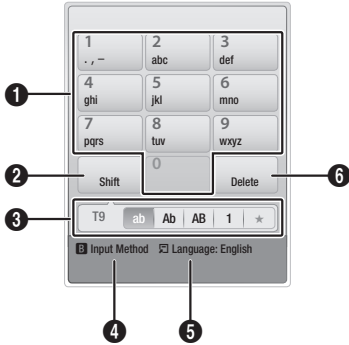 1 2 3
. , – abc def
4 5 6
ghi jkl mno
7 8 9
pqrs tuv wxyz
0
Shift Delete
T9 ab Ab AB 1 ★
B Input Method Language: English
1
2
3
4
5
6